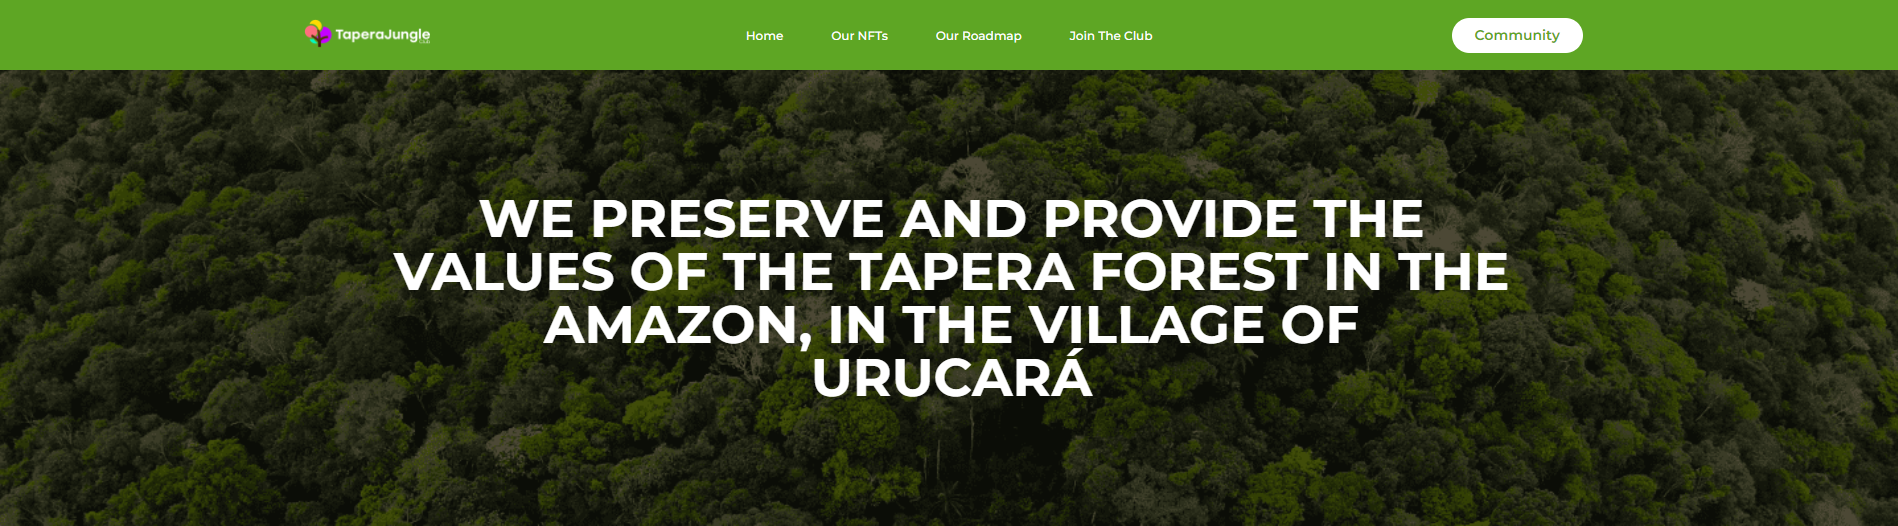 TaperaJungle
Club
Home
Our NFTs
Our Roadmap
Join The Club
Community
WE PRESERVE AND PROVIDE THE
VALUES OF THE TAPERA FOREST IN THE
AMAZON, IN THE VILLAGE OF
URUCARÁ